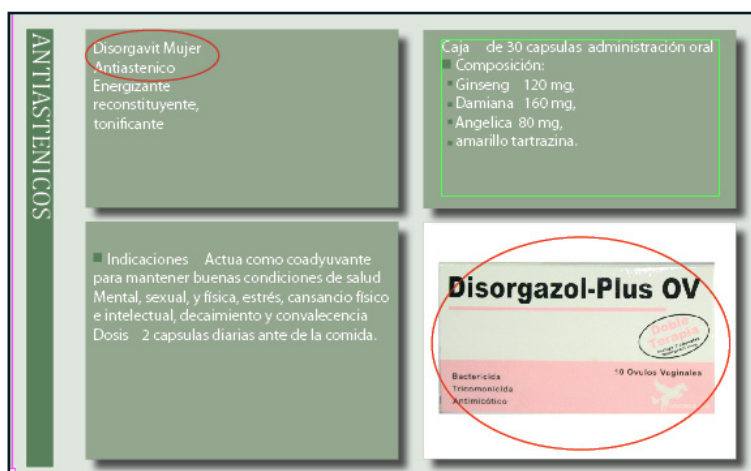 ANTIASTENICOS
Disorgavit Mujer
Antiastenico
Energizante
reconstituyente,
tonificante
Caja de 30 capsulas administración oral
Composición:
Ginseng 120 mg,
Damiana 160 mg,
Angelica 80 mg,
amarillo tartrazina.
Indicaciones Actua como coadyuvante
para mantener buenas condiciones de salud
Mental, sexual, y física, estrés, cansancio físico
e intelectual, decaimiento y convalecencia
Dosis 2 capsulas diarias ante de la comida.
Disorgazol-Plus OV
Doble
Terapia
Bactericida
Tricomonicida
Antimicótico
10 Ovulos Vaginales